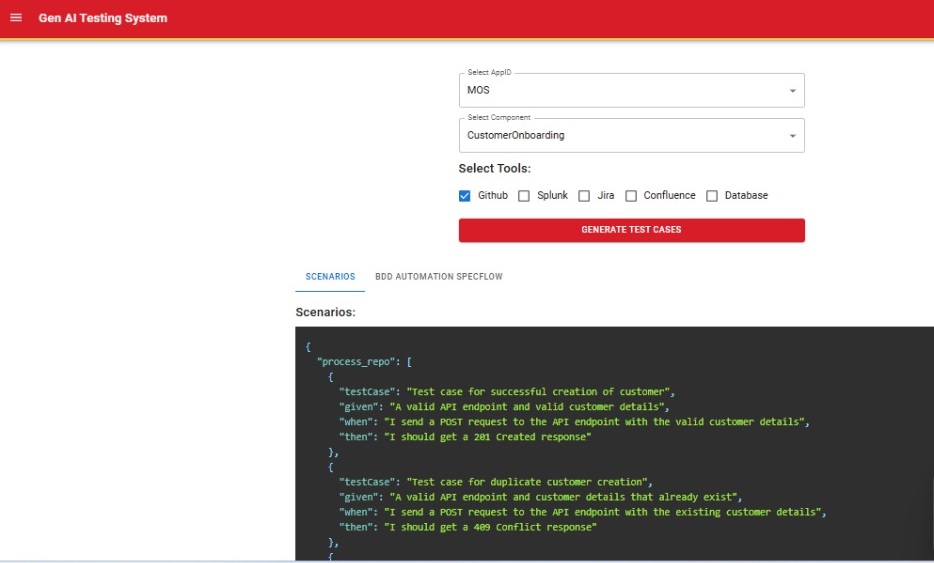 Gen AI Testing System
Select AppID
MOS
Select Component
CustomerOnboarding
Select Tools:
Github Splunk Jira Confluence Database
GENERATE TEST CASES
SCENARIOS BDD AUTOMATION SPECFLOW
Scenarios:
{
"process_repo": [
{
"testCase": "Test case for successful creation of customer",
"given": "A valid API endpoint and valid customer details",
"when": "I send a POST request to the API endpoint with the valid customer details",
"then": "I should get a 201 Created response"
},
{
"testCase": "Test case for duplicate customer creation",
"given": "A valid API endpoint and customer details that already exist",
"when": "I send a POST request to the API endpoint with the existing customer details",
"then": "I should get a 409 Conflict response"
},
{